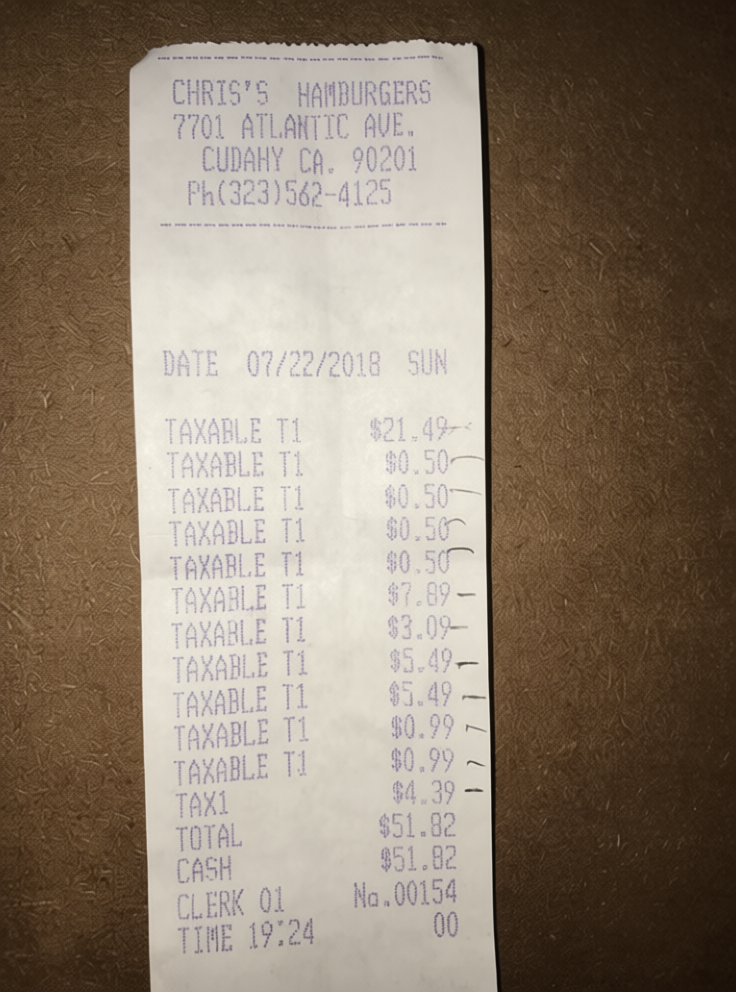 CHRIS'S HAMBURGERS
7701 ATLANTIC AVE.
CUDAHY CA. 90201
Ph(323)562-4125
DATE 07/22/2018 SUN
TAXABLE T1 $21.49
TAXABLE T1 $0.50
TAXABLE T1 $0.50
TAXABLE T1 $0.50
TAXABLE T1 $0.50
TAXABLE T1 $7.89
TAXABLE T1 $3.09
TAXABLE T1 $5.49
TAXABLE T1 $5.49
TAXABLE T1 $0.99
TAXABLE T1 $0.99
TAX1 $4.39
TOTAL $51.82
CASH $51.82
CLERK 01 No.00154
TIME 19:24 00